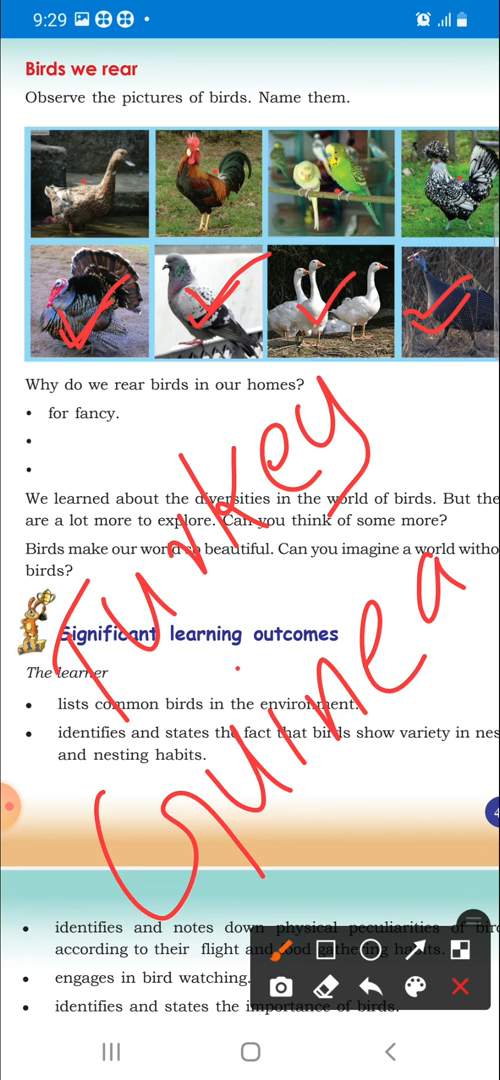 9:29
Birds we rear
Observe the pictures of birds. Name them.
Why do we rear birds in our homes?
• for fancy.
•
•
We learned about the diversities in the world of birds. But the
are a lot more to explore. Can you think of some more?
Birds make our world so beautiful. Can you imagine a world witho
birds?
Turkey
Guinea
Significant learning outcomes
The learner
• lists common birds in the environment.
• identifies and states the fact that birds show variety in nes
and nesting habits.
4
• identifies and notes down physical peculiarities of bir
according to their flight and food gathering habits.
• engages in bird watching.
• identifies and states the importance of birds.